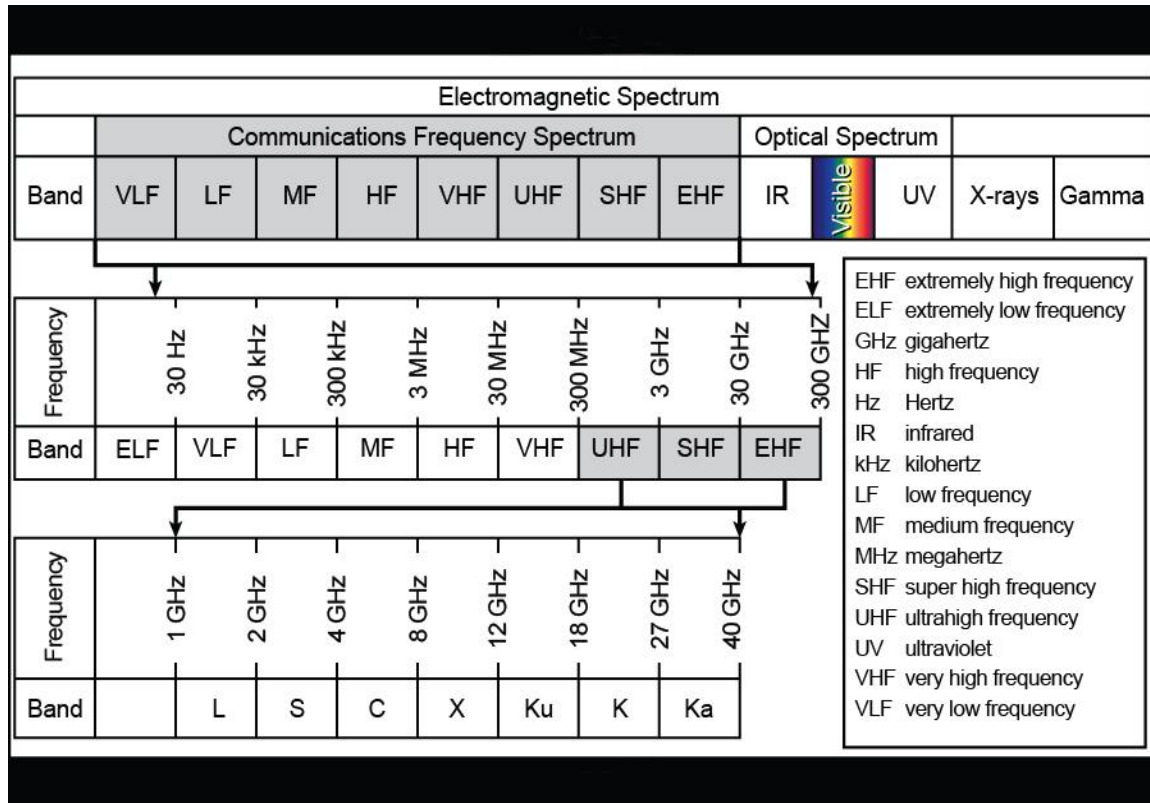 Electromagnetic Spectrum
Communications Frequency Spectrum Optical Spectrum
Band VLF LF MF HF VHF UHF SHF EHF IR Visible UV X-rays Gamma
Frequency 30 Hz 30 kHz 300 kHz 3 MHz 30 MHz 300 MHz 3 GHz 30 GHz 300 GHZ
Band ELF VLF LF MF HF VHF UHF SHF EHF
Frequency 1 GHz 2 GHz 4 GHz 8 GHz 12 GHz 18 GHz 27 GHz 40 GHz
Band L S C X Ku K Ka
EHF extremely high frequency
ELF extremely low frequency
GHz gigahertz
HF high frequency
Hz Hertz
IR infrared
kHz kilohertz
LF low frequency
MF medium frequency
MHz megahertz
SHF super high frequency
UHF ultrahigh frequency
UV ultraviolet
VHF very high frequency
VLF very low frequency